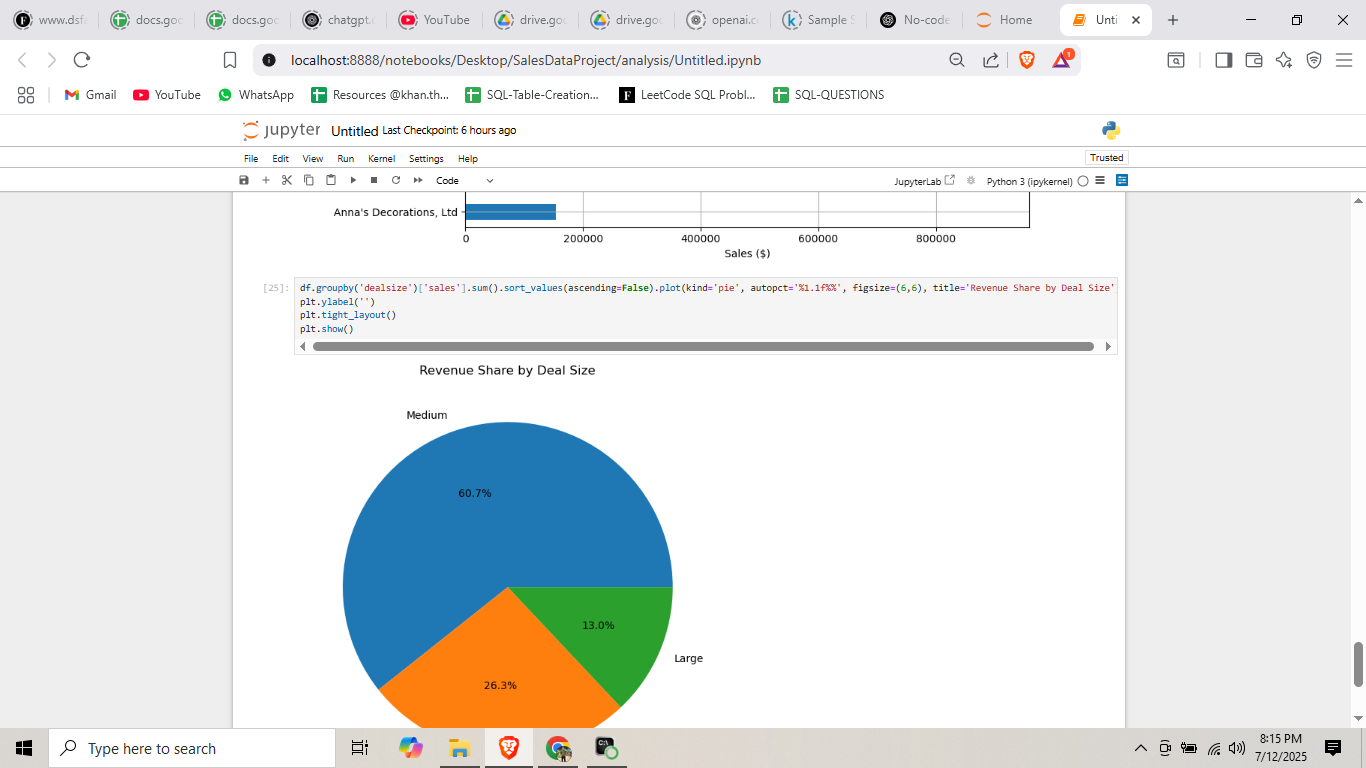 www.dsfa
docs.goo
docs.goo
chatgpt.c
YouTube
drive.goo
drive.goo
openai.co
Sample S
No-code
Home
Unti
localhost:8888/notebooks/Desktop/SalesDataProject/analysis/Untitled.ipynb
1
Gmail
YouTube
WhatsApp
Resources @khan.th...
SQL-Table-Creation...
LeetCode SQL Probl...
SQL-QUESTIONS
jupyter Untitled Last Checkpoint: 6 hours ago
File Edit View Run Kernel Settings Help
Trusted
Code
JupyterLab
Python 3 (ipykernel)
Anna's Decorations, Ltd
0 200000 400000 600000 800000
Sales ($)
[25]:
df.groupby('dealsize')['sales'].sum().sort_values(ascending=False).plot(kind='pie', autopct='%1.1f%%', figsize=(6,6), title='Revenue Share by Deal Size'
plt.ylabel('')
plt.tight_layout()
plt.show()
Revenue Share by Deal Size
Medium
60.7%
13.0%
Large
26.3%
Type here to search
8:15 PM
7/12/2025